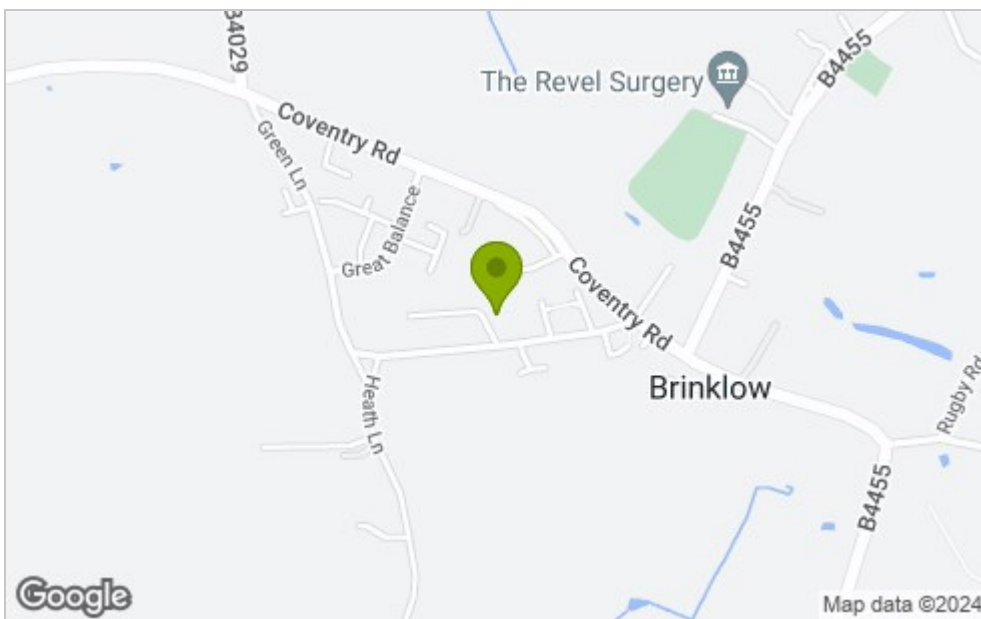 B4029
B4455
The Revel Surgery
Coventry Rd
Green Ln
Great Balance
B4455
Coventry Rd
Brinklow
Rugby Rd
Heath Ln
B4455
Google
Map data ©2024